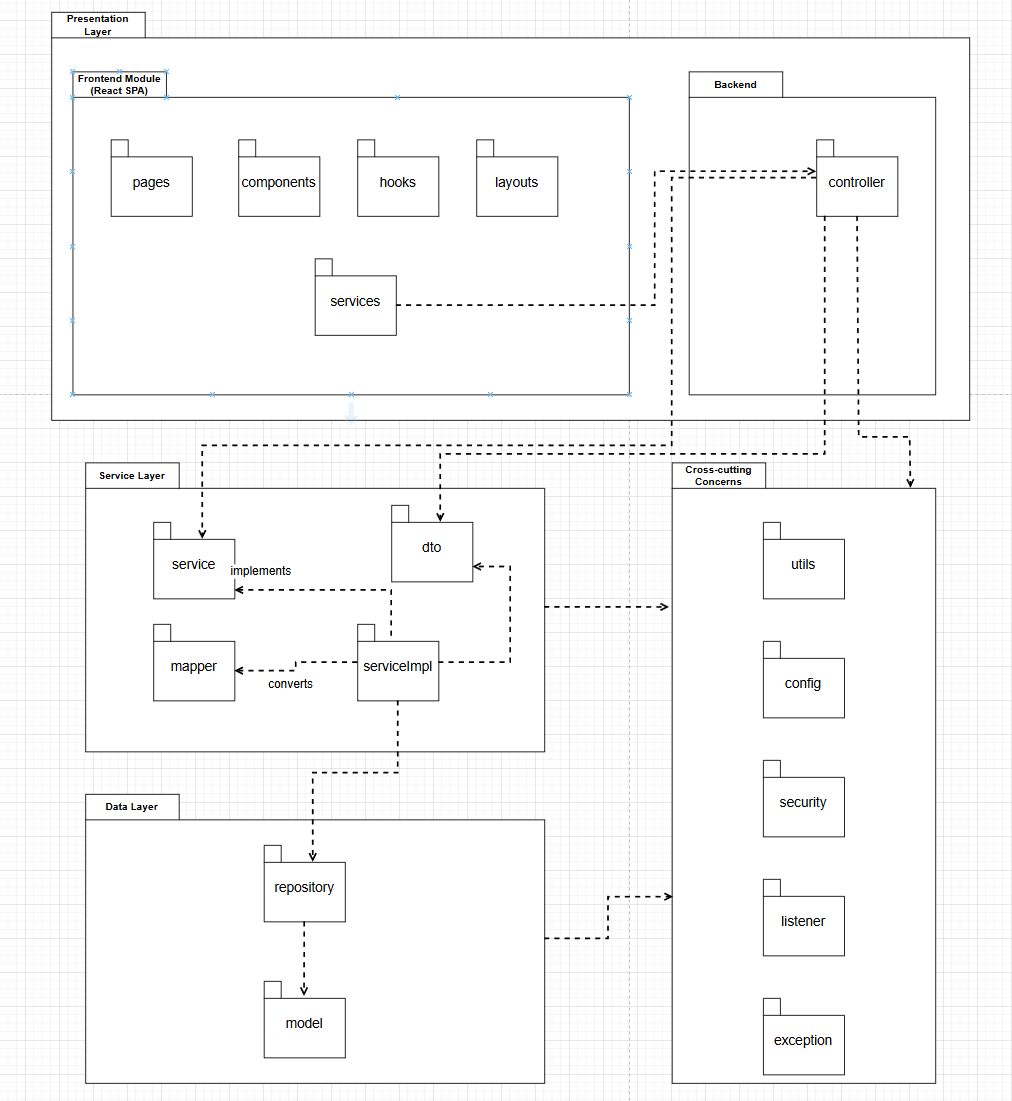 Presentation
Layer
Frontend Module
(React SPA)
Backend
pages
components
hooks
layouts
controller
services
Service Layer
Cross-cutting
Concerns
service
implements
dto
utils
mapper
converts
serviceImpl
config
security
Data Layer
repository
listener
model
exception